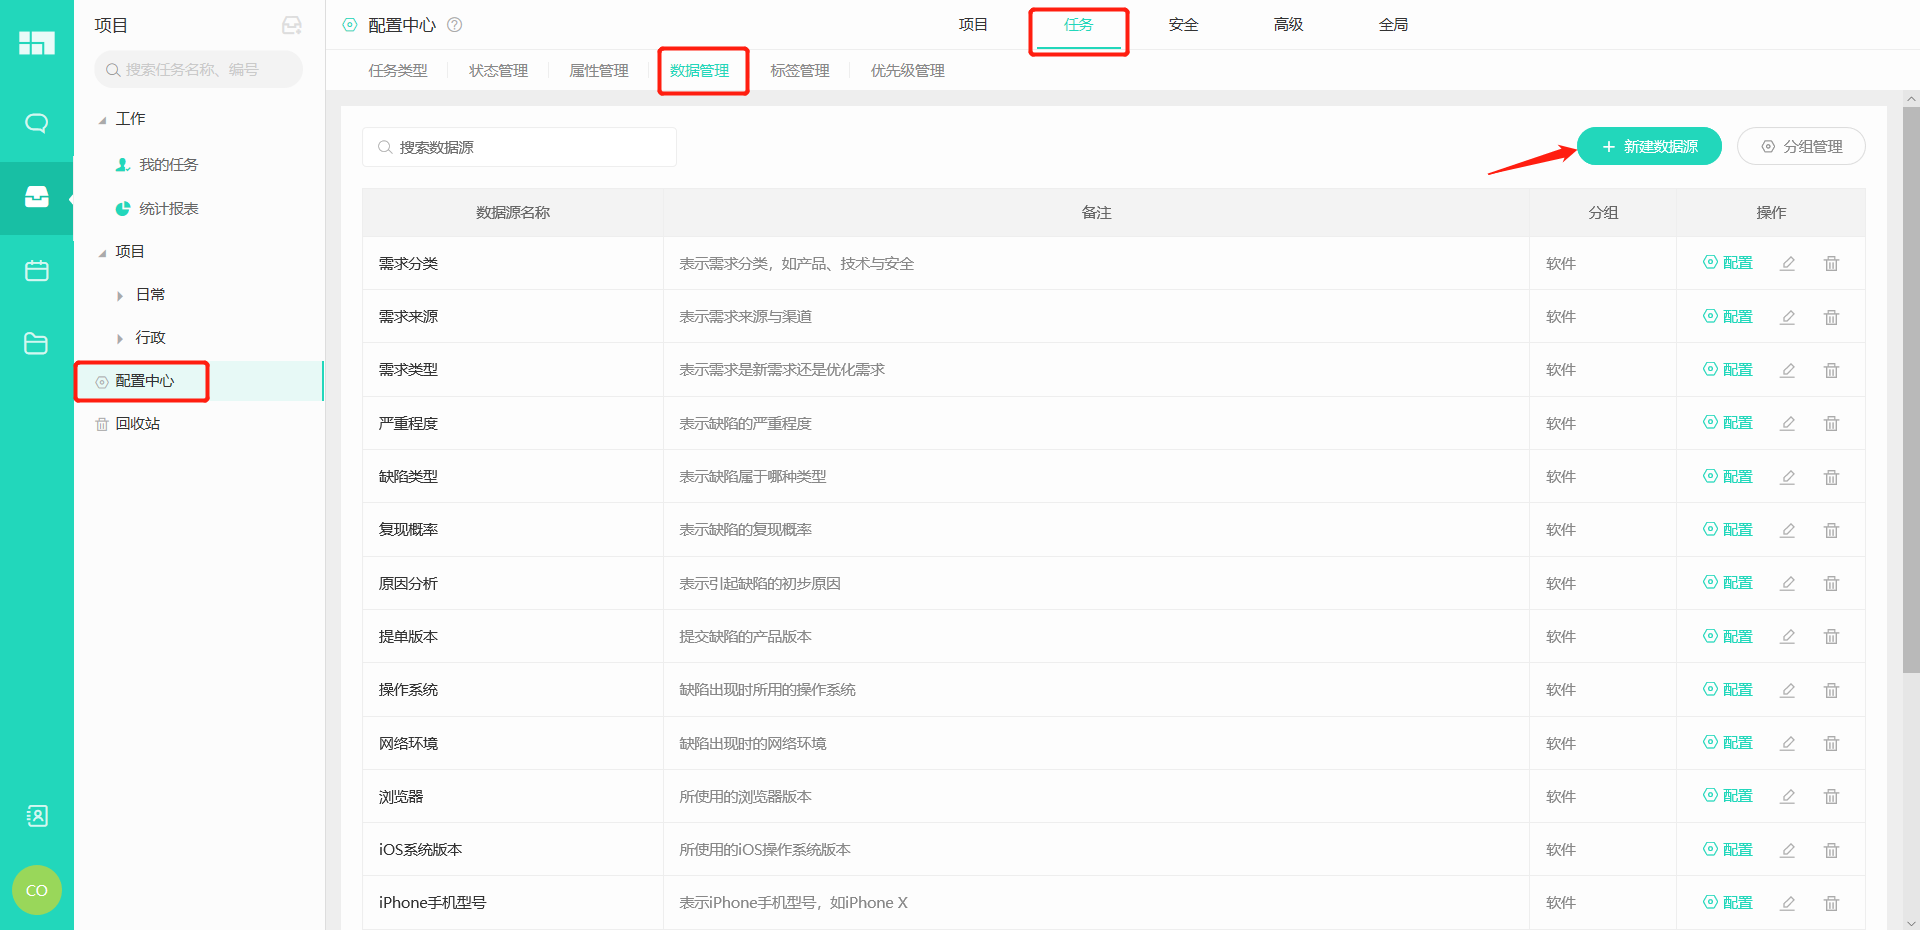 项目
搜索任务名称、编号
工作
我的任务
统计报表
项目
日常
行政
配置中心
回收站
CO
配置中心
项目 任务 安全 高级 全局
任务类型 状态管理 属性管理 数据管理 标签管理 优先级管理
搜索数据源
新建数据源 分组管理
数据源名称 备注 分组 操作
需求分类 表示需求分类，如产品、技术与安全 软件 配置
需求来源 表示需求来源与渠道 软件 配置
需求类型 表示需求是新需求还是优化需求 软件 配置
严重程度 表示缺陷的严重程度 软件 配置
缺陷类型 表示缺陷属于哪种类型 软件 配置
复现概率 表示缺陷的复现概率 软件 配置
原因分析 表示引起缺陷的初步原因 软件 配置
提单版本 提交缺陷的产品版本 软件 配置
操作系统 缺陷出现时所用的操作系统 软件 配置
网络环境 缺陷出现时的网络环境 软件 配置
浏览器 所使用的浏览器版本 软件 配置
iOS系统版本 所使用的iOS操作系统版本 软件 配置
iPhone手机型号 表示iPhone手机型号，如iPhone X 软件 配置